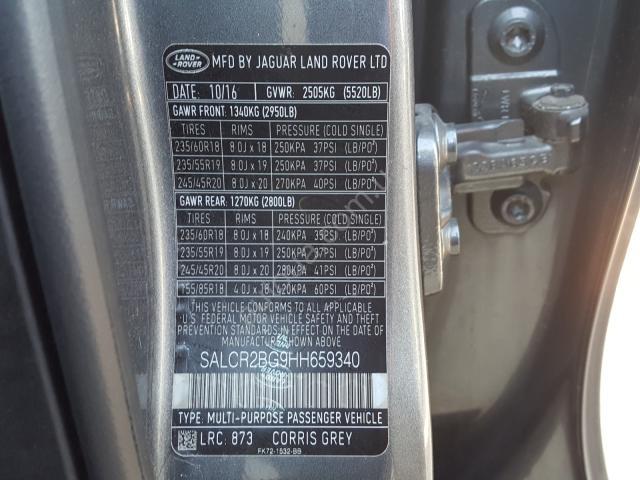 LAND ROVER MFD BY JAGUAR LAND ROVER LTD
DATE: 10/16 GVWR: 2505KG (5520LB)
GAWR FRONT: 1340KG (2950LB)
TIRES RIMS PRESSURE (COLD SINGLE)
235/60R18 8.0J x 18 250KPA 37PSI (LB/PO²)
235/55R19 8.0J x 19 250KPA 37PSI (LB/PO²)
245/45R20 8.0J x 20 270KPA 40PSI (LB/PO²)
GAWR REAR: 1270KG (2800LB)
TIRES RIMS PRESSURE (COLD SINGLE)
235/60R18 8.0J x 18 240KPA 35PSI (LB/PO²)
235/55R19 8.0J x 19 250KPA 37PSI (LB/PO²)
245/45R20 8.0J x 20 280KPA 41PSI (LB/PO²)
155/85R18 4.0J x 18 420KPA 60PSI (LB/PO²)
THIS VEHICLE CONFORMS TO ALL APPLICABLE
U.S. FEDERAL MOTOR VEHICLE SAFETY AND
THEFT PREVENTION STANDARDS IN EFFECT ON THE
DATE OF MANUFACTURE SHOWN ABOVE
SALCR2BG9HH659340
TYPE: MULTI-PURPOSE PASSENGER VEHICLE
LRC: 873 CORRIS GREY
FK72-1532-BB